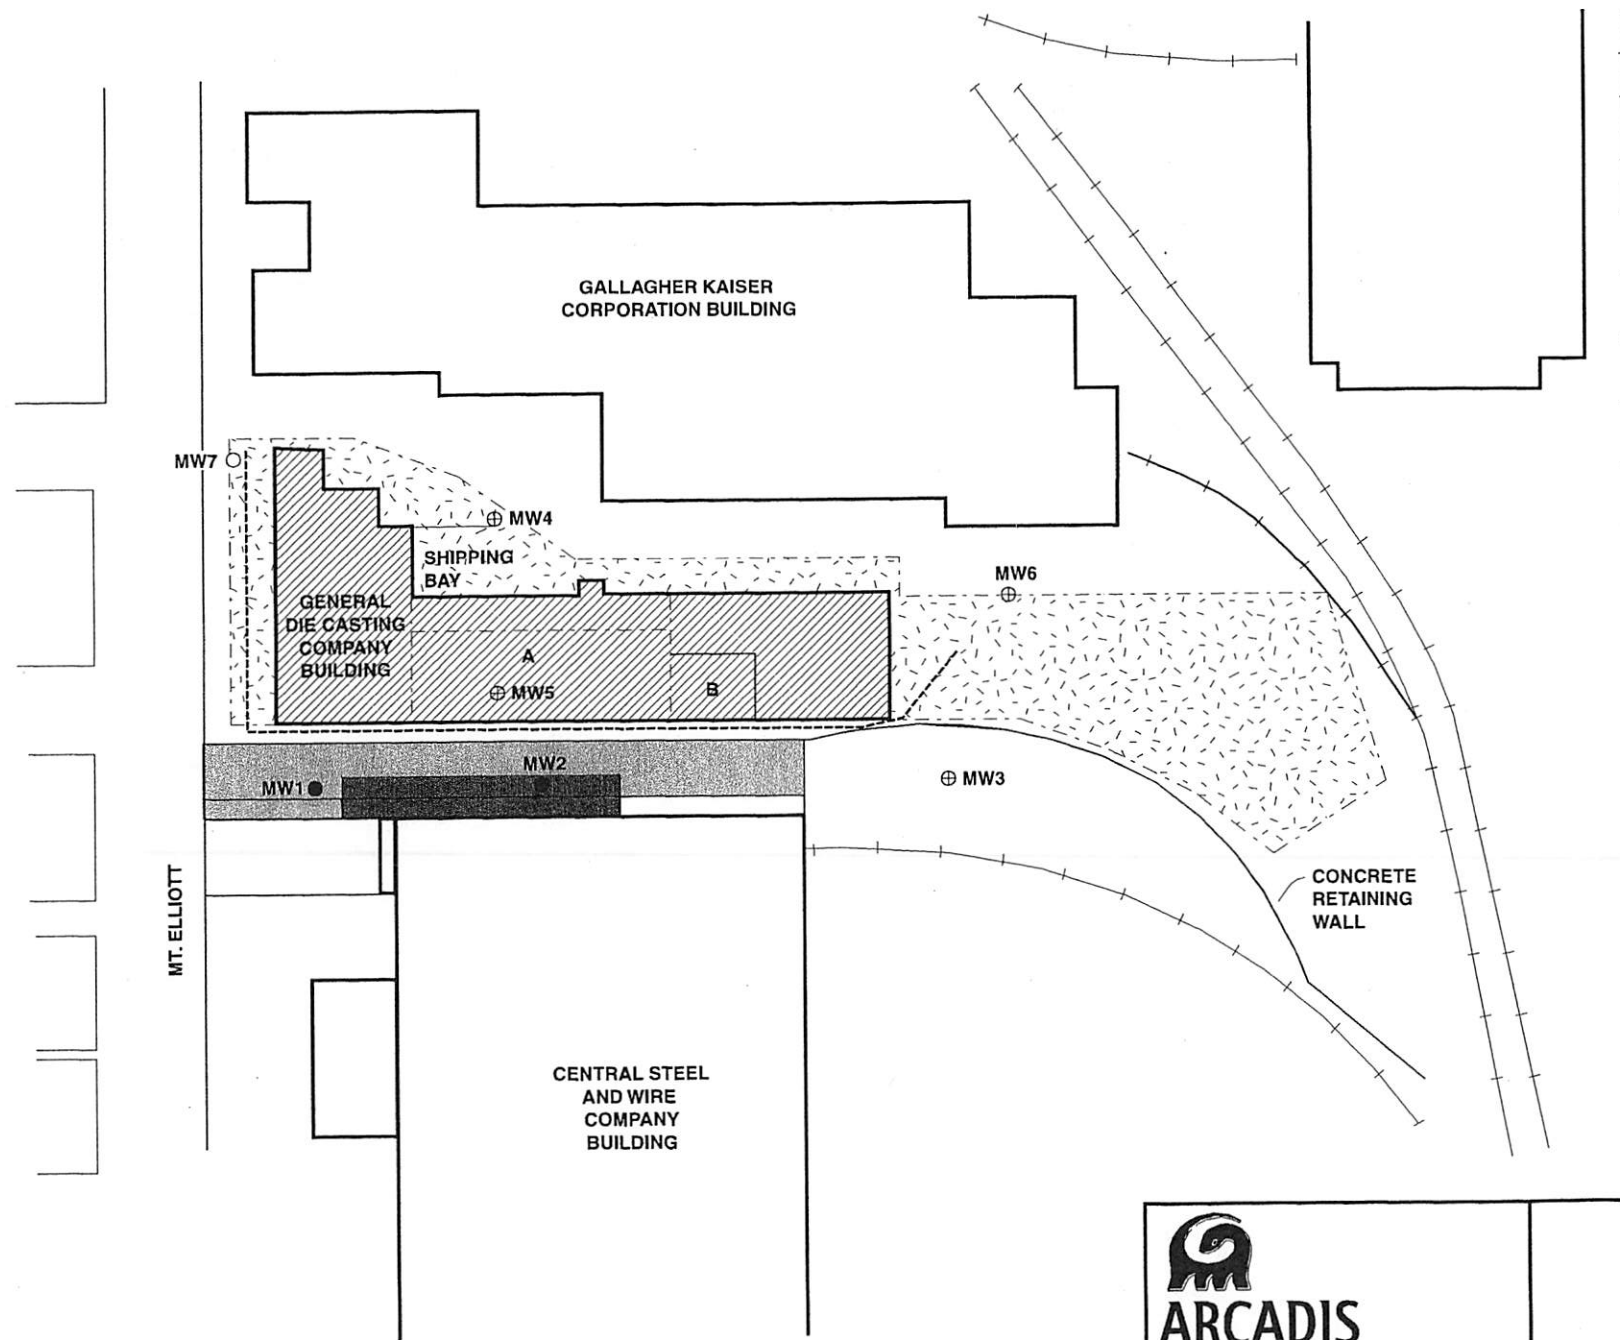 GALLAGHER KAISER
CORPORATION BUILDING
MW7
MW4
SHIPPING
BAY
MW6
GENERAL
DIE CASTING
COMPANY
BUILDING
A
MW5
B
MW2
MW1
MW3
CONCRETE
RETAINING
WALL
MT. ELLIOTT
CENTRAL STEEL
AND WIRE
COMPANY
BUILDING
ARCADIS